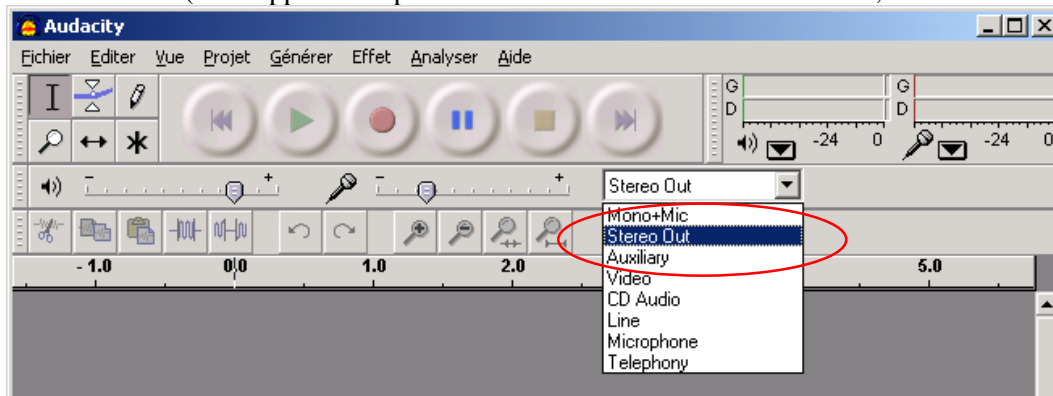 Audacity
Fichier Editer Vue Projet Générer Effet Analyser Aide
G G
D D
-24 0 -24 0
Stereo Out
Mono+Mic
Stereo Out
Auxiliary
Video
CD Audio
Line
Microphone
Telephony
- 1.0 0,0 1.0 2.0 5.0